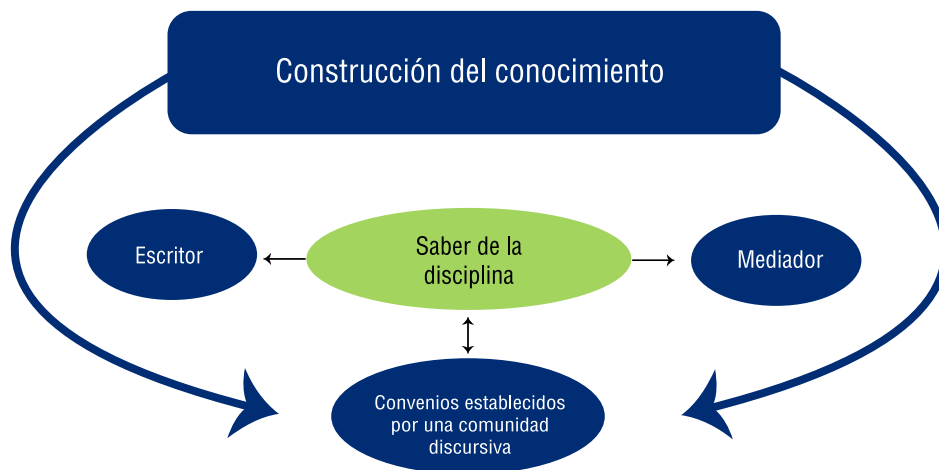 Construcción del conocimiento
Escritor
Saber de la
disciplina
Mediador
Convenios establecidos
por una comunidad
discursiva